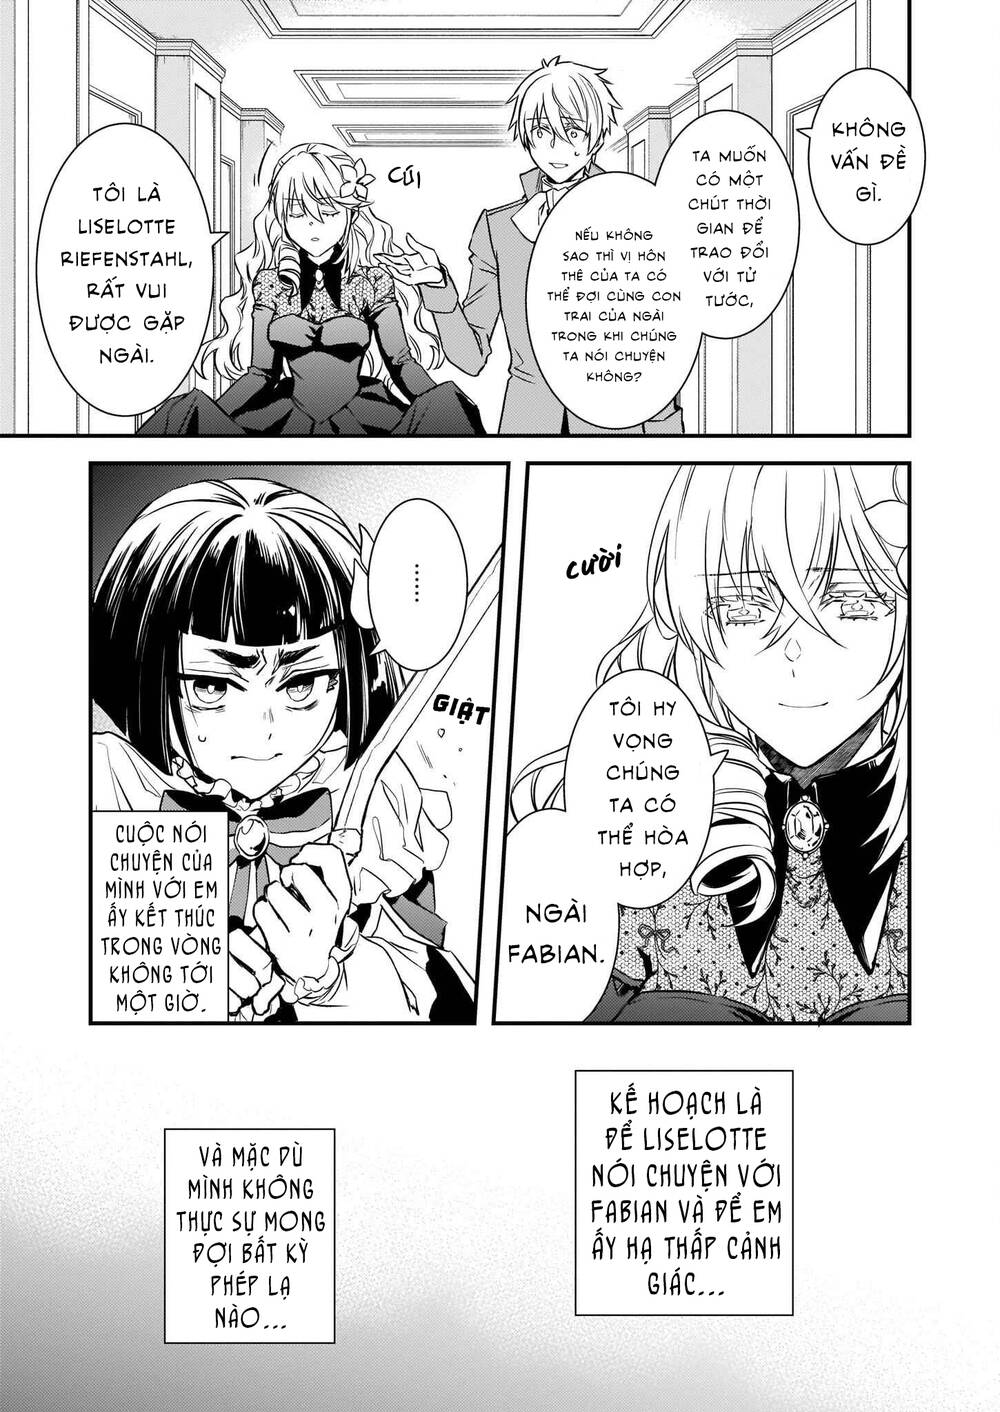 KHÔNG
VẤN ĐỀ
GÌ.
TA MUỐN
CÓ MỘT
CHÚT THỜI
GIAN ĐỂ
TRAO ĐỔI
VỚI TỬ
TƯỚC,
NẾU KHÔNG
SAO THÌ VỊ HÔN
THÊ CỦA TA CÓ
THỂ ĐỢI CÙNG CON
TRAI CỦA NGÀI
TRONG KHI CHÚNG
TA NÓI CHUYỆN
KHÔNG?
CÚI
TÔI LÀ
LISELOTTE
RIEFENSTAHL,
RẤT VUI
ĐƯỢC GẶP
NGÀI.
CƯỜI
TÔI HY
VỌNG
CHÚNG
TA CÓ
THỂ HÒA
HỢP,
NGÀI
FABIAN.
........
GIẬT
CUỘC NÓI
CHUYỆN CỦA
MÌNH VỚI EM
ẤY KẾT THÚC
TRONG VÒNG
KHÔNG TỚI
MỘT GIỜ.
KẾ HOẠCH LÀ
ĐỂ LISELOTTE
NÓI CHUYỆN VỚI
FABIAN VÀ ĐỂ EM
ẤY HẠ THẤP CẢNH
GIÁC...
VÀ MẶC DÙ
MÌNH KHÔNG
THỰC SỰ MONG
ĐỢI BẤT KỲ
PHÉP LẠ
NÀO...